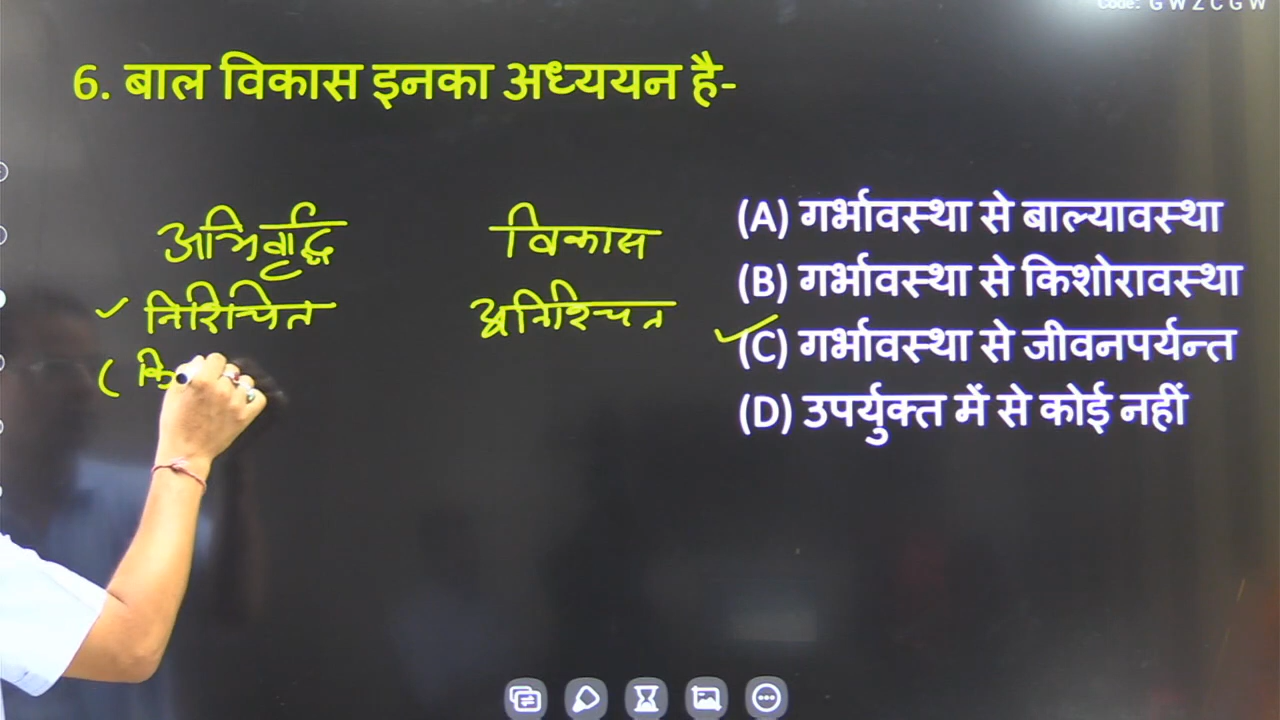 Code: G W Z C G W
6. बाल विकास इनका अध्ययन है-
अभिवृद्धि विकास
निश्चित अनिश्चित
( कि
(A) गर्भावस्था से बाल्यावस्था
(B) गर्भावस्था से किशोरावस्था
(C) गर्भावस्था से जीवनपर्यन्त
(D) उपर्युक्त में से कोई नहीं